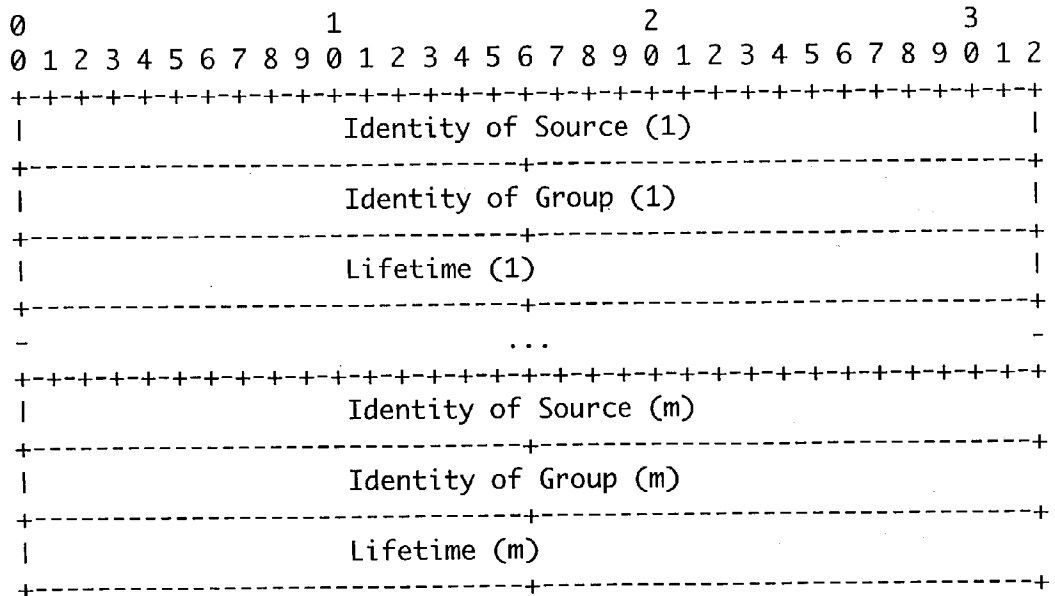 0                   1                   2                   3
0 1 2 3 4 5 6 7 8 9 0 1 2 3 4 5 6 7 8 9 0 1 2 3 4 5 6 7 8 9 0 1 2
+-+-+-+-+-+-+-+-+-+-+-+-+-+-+-+-+-+-+-+-+-+-+-+-+-+-+-+-+-+-+-+-+
|                    Identity of Source (1)                     |
+-------------------------------+-------------------------------+
|                    Identity of Group (1)                      |
+-------------------------------+-------------------------------+
|                    Lifetime (1)                               |
+-------------------------------+-------------------------------+
-                              ...                              -
+-+-+-+-+-+-+-+-+-+-+-+-+-+-+-+-+-+-+-+-+-+-+-+-+-+-+-+-+-+-+-+-+
|                    Identity of Source (m)                     |
+-------------------------------+-------------------------------+
|                    Identity of Group (m)                      |
+-------------------------------+-------------------------------+
|                    Lifetime (m)                               |
+-------------------------------+-------------------------------+